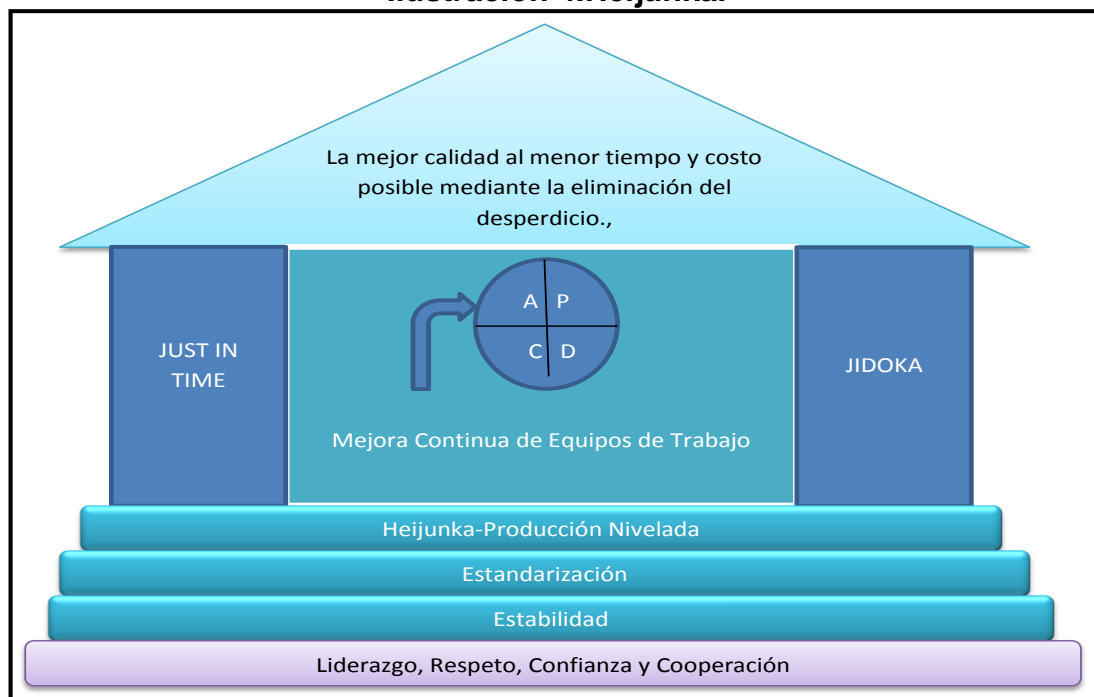 La mejor calidad al menor tiempo y costo
posible mediante la eliminación del
desperdicio.,
A P
C D
JUST IN
TIME
JIDOKA
Mejora Continua de Equipos de Trabajo
Heijunka-Producción Nivelada
Estandarización
Estabilidad
Liderazgo, Respeto, Confianza y Cooperación